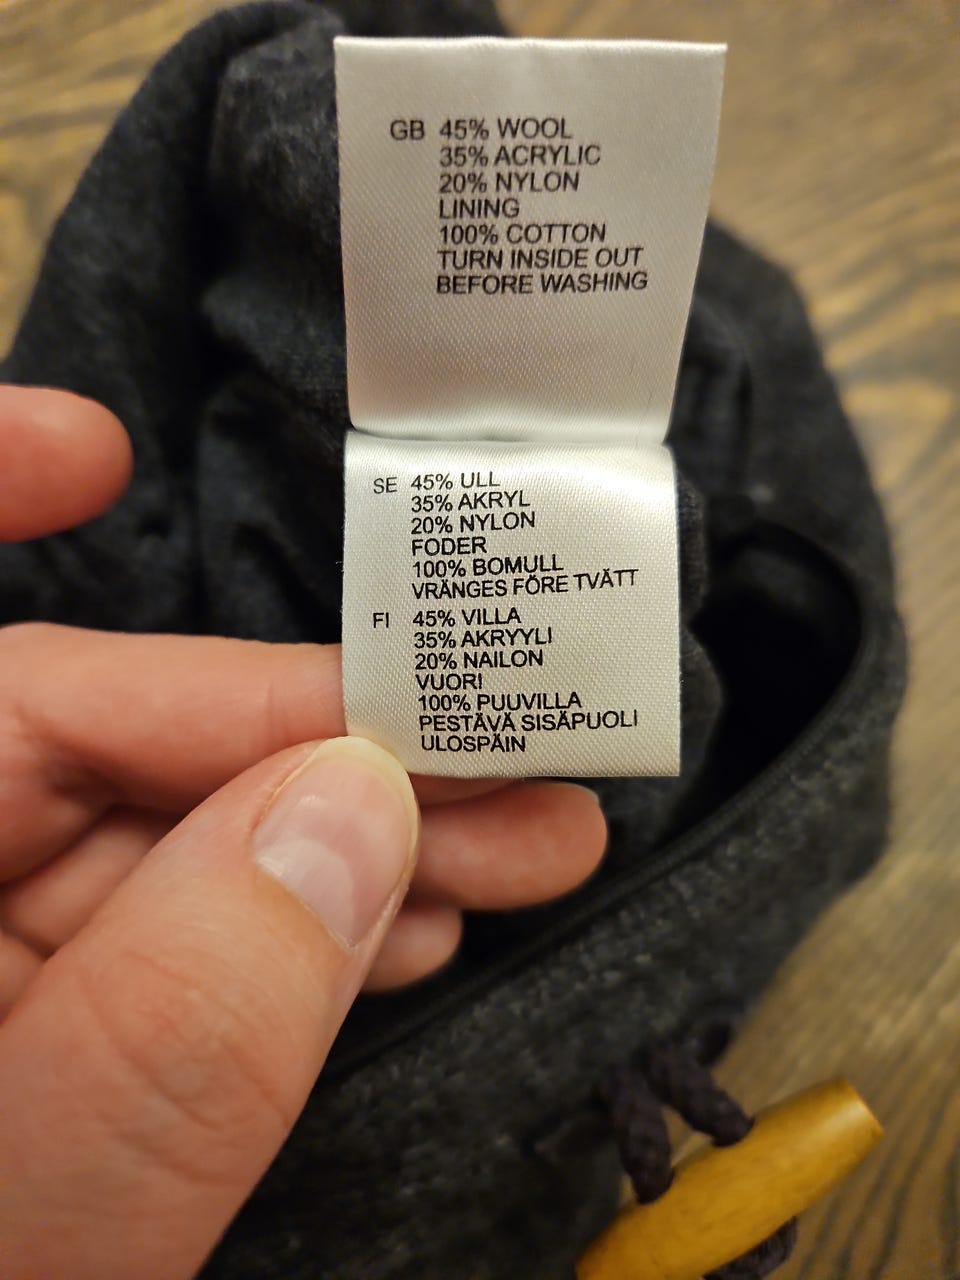 GB 45% WOOL
35% ACRYLIC
20% NYLON
LINING
100% COTTON
TURN INSIDE OUT
BEFORE WASHING
SE 45% ULL
35% AKRYL
20% NYLON
FODER
100% BOMULL
VRÄNGES FÖRE TVÄTT
FI 45% VILLA
35% AKRYYLI
20% NAILON
VUORI
100% PUUVILLA
PESTÄVÄ SISÄPUOLI
ULOSPÄIN